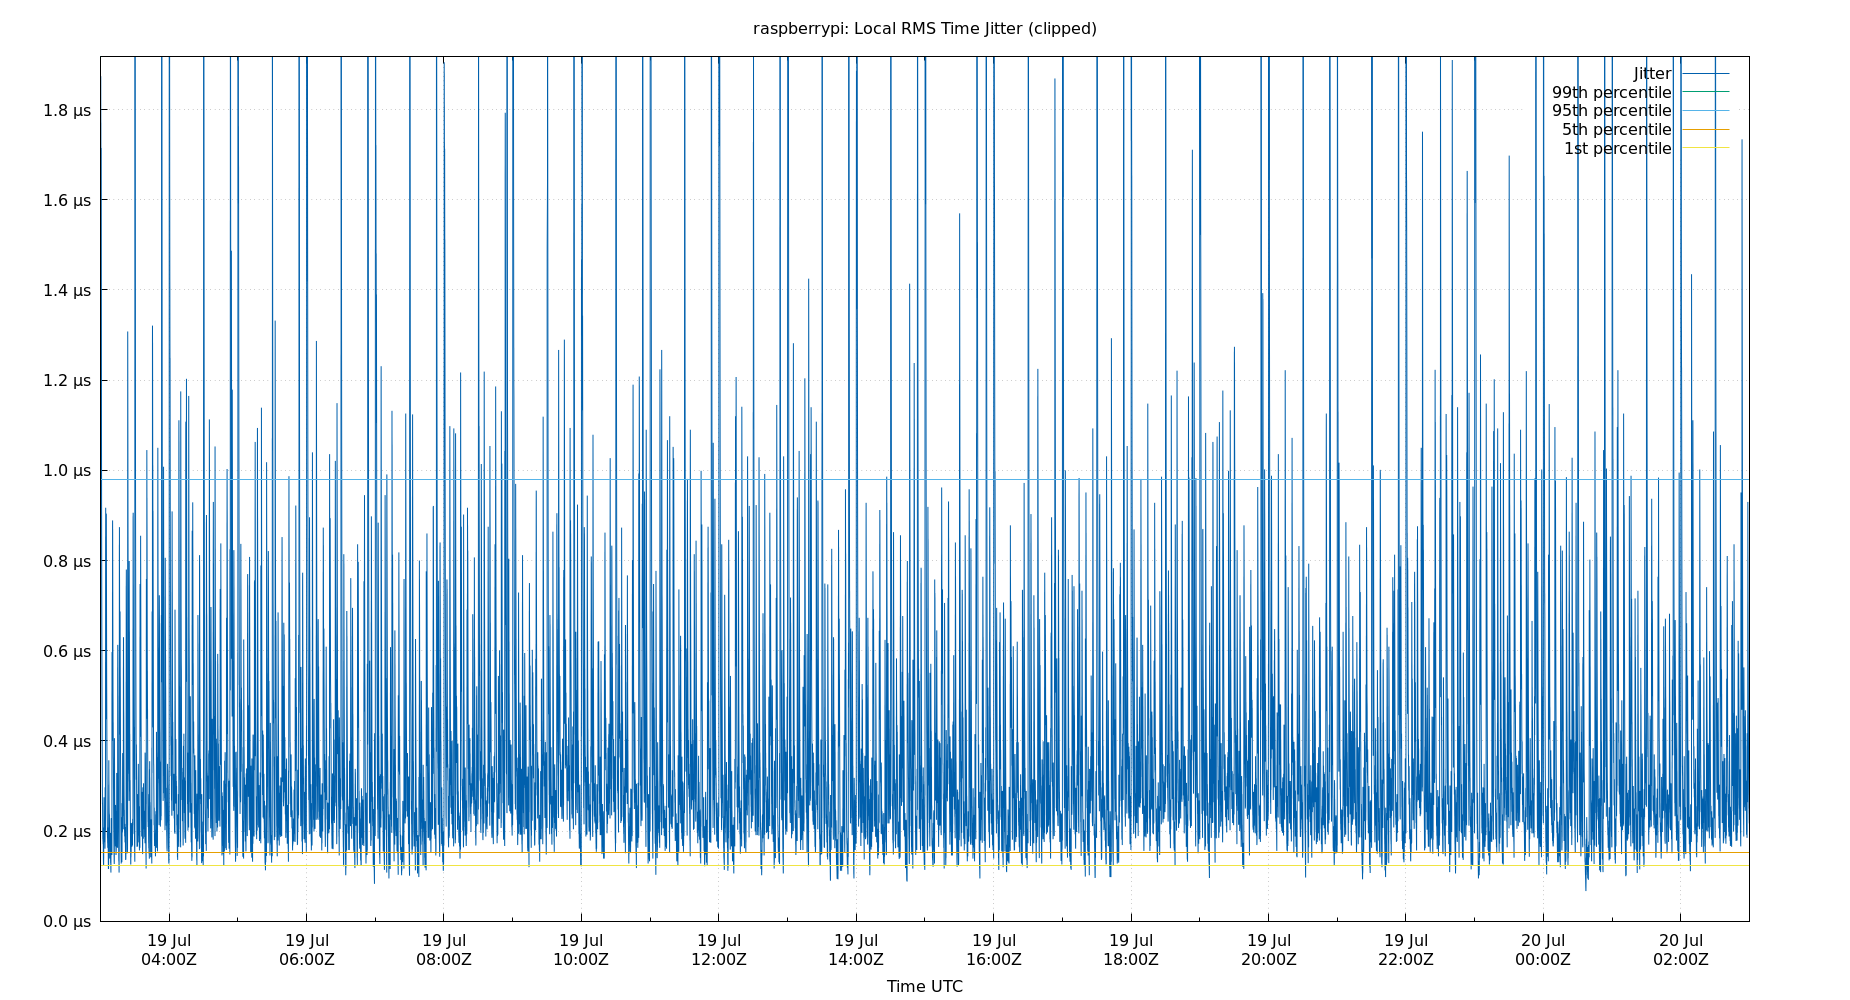 raspberrypi: Local RMS Time Jitter (clipped)
Jitter
99th percentile
95th percentile
5th percentile
1st percentile
1.8 µs
1.6 µs
1.4 µs
1.2 µs
1.0 µs
0.8 µs
0.6 µs
0.4 µs
0.2 µs
0.0 µs
19 Jul 19 Jul 19 Jul 19 Jul 19 Jul 19 Jul 19 Jul 19 Jul 19 Jul 19 Jul 20 Jul 20 Jul
04:00Z 06:00Z 08:00Z 10:00Z 12:00Z 14:00Z 16:00Z 18:00Z 20:00Z 22:00Z 00:00Z 02:00Z
Time UTC